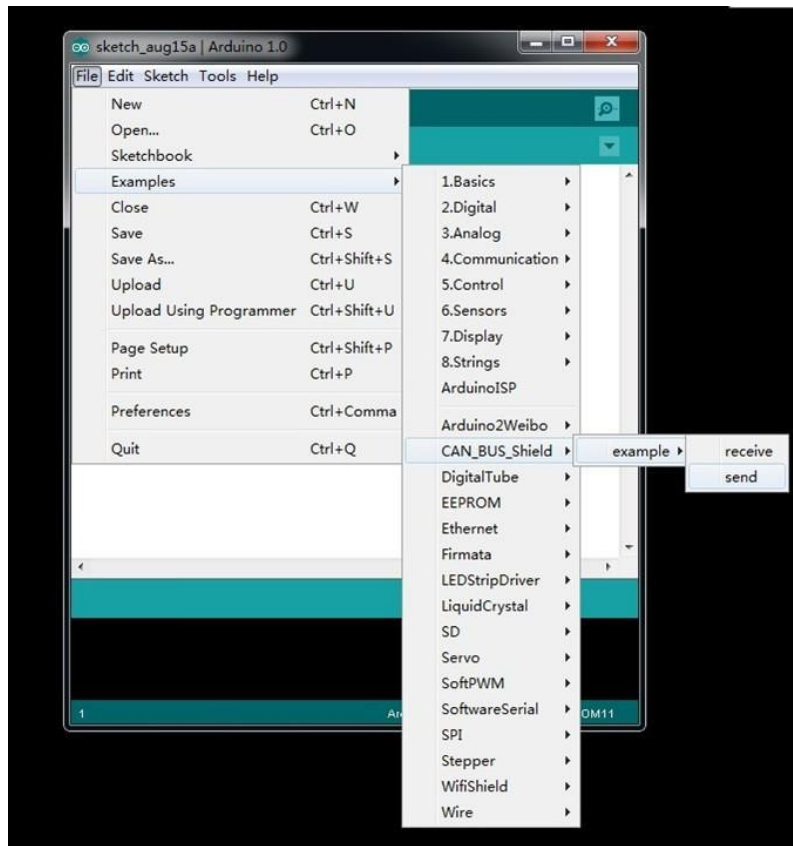 sketch_aug15a | Arduino 1.0
File Edit Sketch Tools Help
New Ctrl+N
Open... Ctrl+O
Sketchbook
Examples
Close Ctrl+W
Save Ctrl+S
Save As... Ctrl+Shift+S
Upload Ctrl+U
Upload Using Programmer Ctrl+Shift+U
Page Setup Ctrl+Shift+P
Print Ctrl+P
Preferences Ctrl+Comma
Quit Ctrl+Q
1.Basics
2.Digital
3.Analog
4.Communication
5.Control
6.Sensors
7.Display
8.Strings
ArduinoISP
Arduino2Weibo
CAN_BUS_Shield
DigitalTube
EEPROM
Ethernet
Firmata
LEDStripDriver
LiquidCrystal
SD
Servo
SoftPWM
SoftwareSerial
SPI
Stepper
WifiShield
Wire
example
receive
send
1